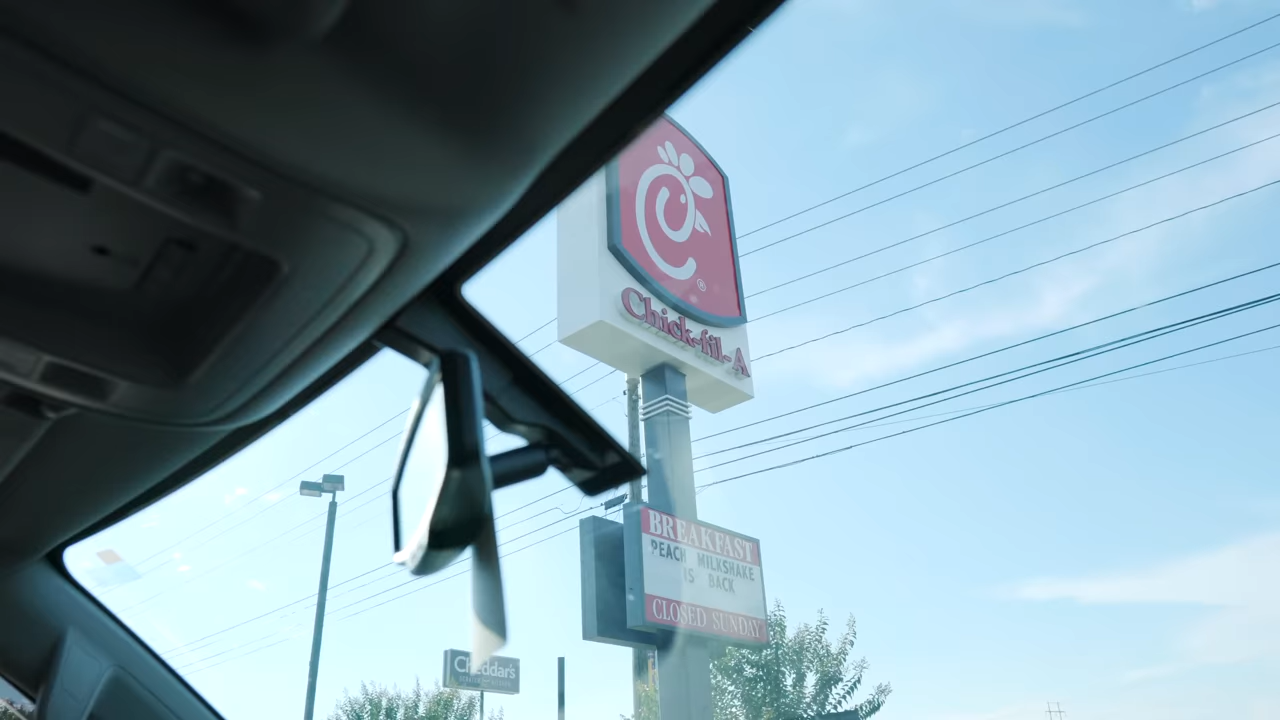 Chick-fil-A
®
BREAKFAST
PEACH MILKSHAKE
IS BACK
CLOSED SUNDAY
Cheddar's